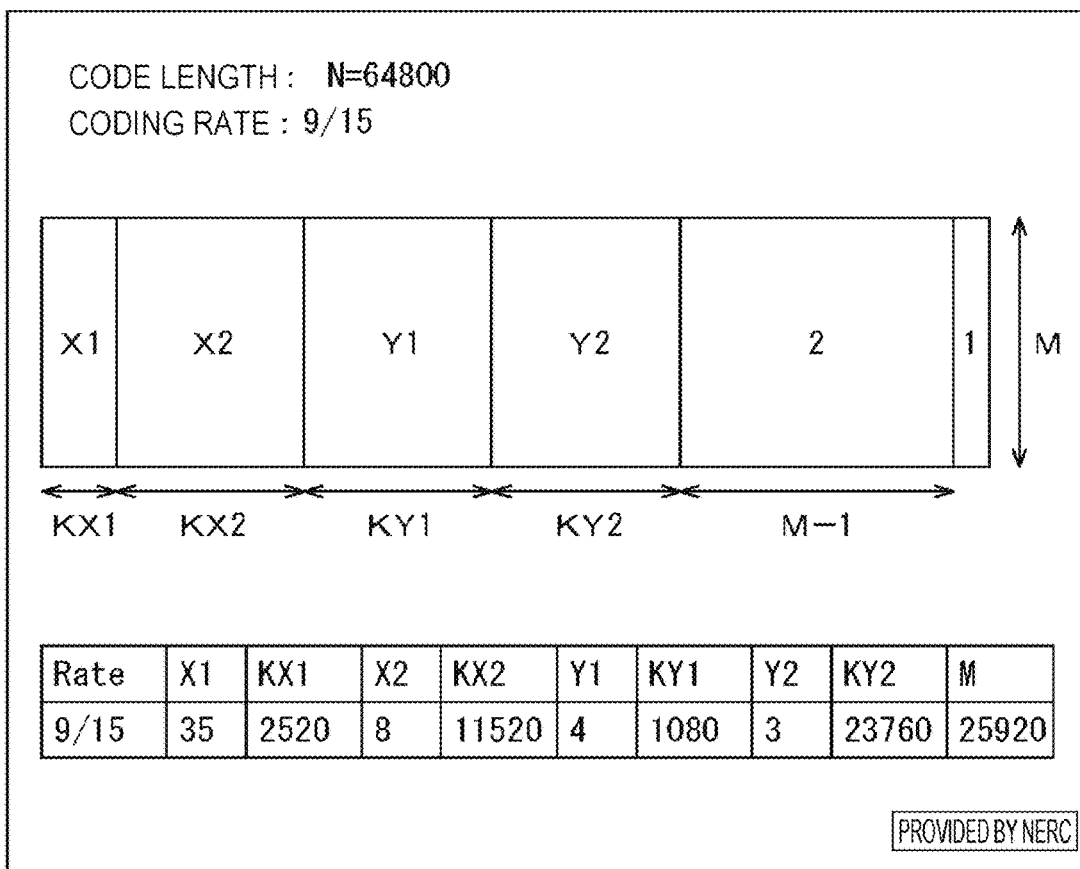 CODE LENGTH : N=64800
CODING RATE : 9/15
X1 X2 Y1 Y2 2 1 M
KX1 KX2 KY1 KY2 M-1
Rate X1 KX1 X2 KX2 Y1 KY1 Y2 KY2 M
9/15 35 2520 8 11520 4 1080 3 23760 25920
PROVIDED BY NERC